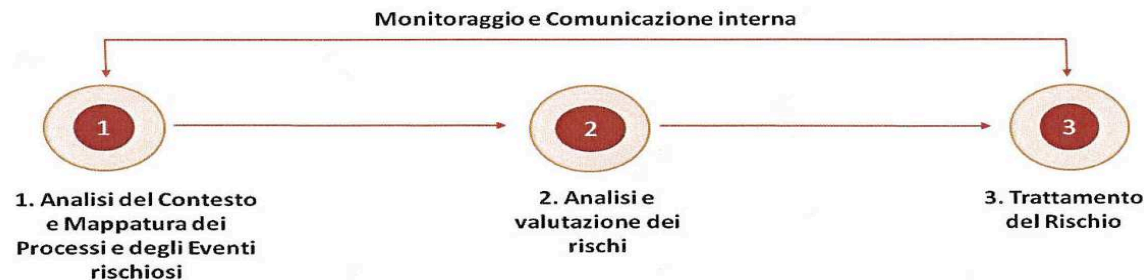 Monitoraggio e Comunicazione interna
1
2
3
1. Analisi del Contesto
e Mappatura dei
Processi e degli Eventi
rischiosi
2. Analisi e
valutazione dei
rischi
3. Trattamento
del Rischio